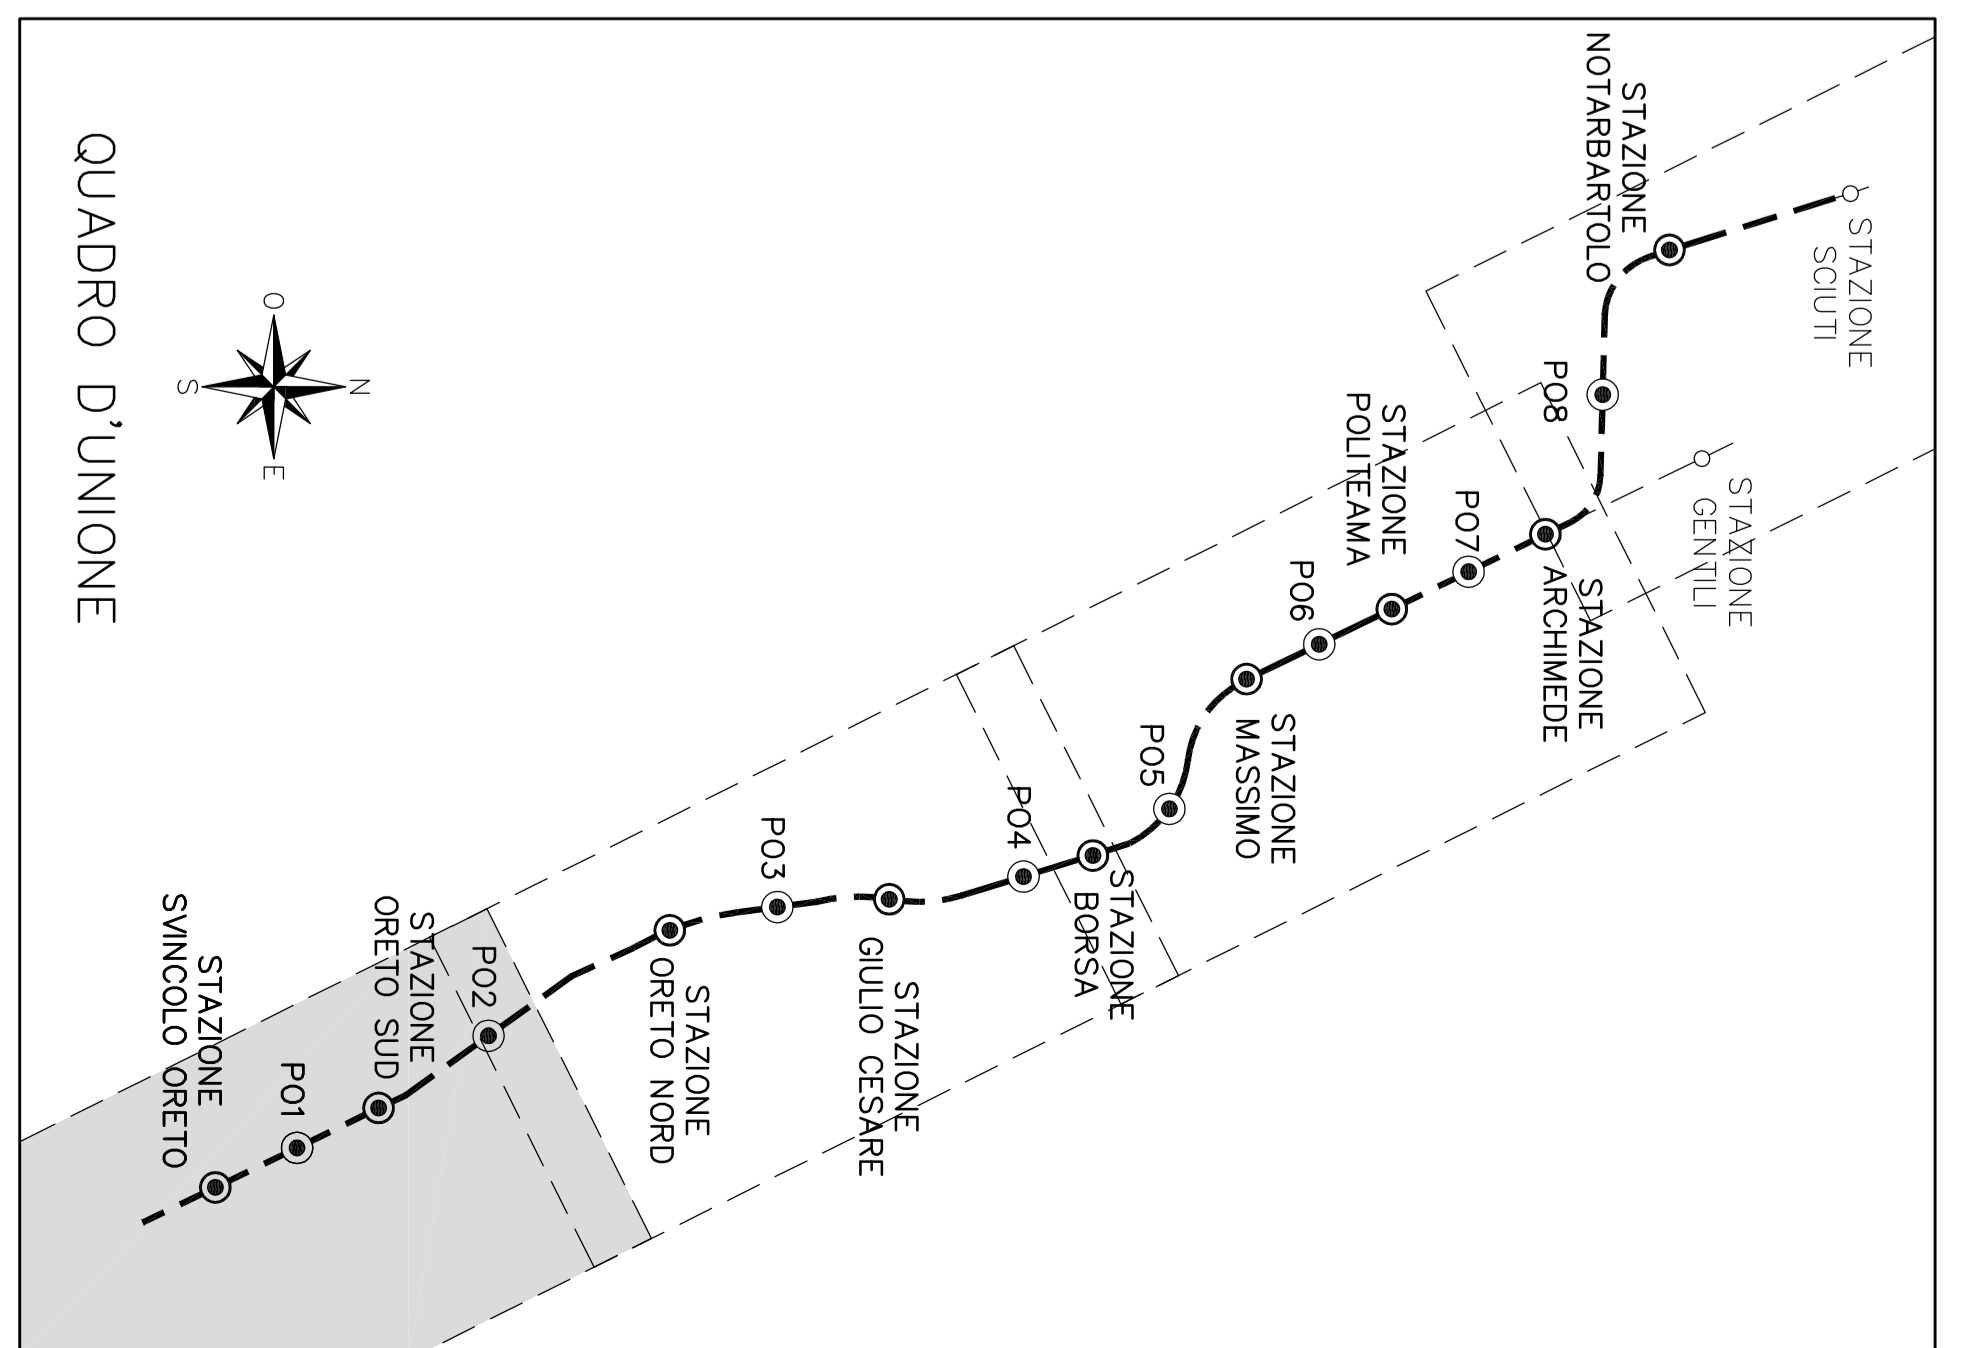 STAZIONE
SCIUTI
STAZIONE
GENTILI
STAZIONE
NOTARBARTOLO
P08
STAZIONE
ARCHIMEDE
P07
STAZIONE
POLITEAMA
P06
STAZIONE
MASSIMO
P05
STAZIONE
BORSA
P04
STAZIONE
GIULIO CESARE
P03
STAZIONE
ORETO NORD
P02
STAZIONE
ORETO SUD
P01
STAZIONE
SVINCOLO ORETO
N
O
E
S
QUADRO D'UNIONE